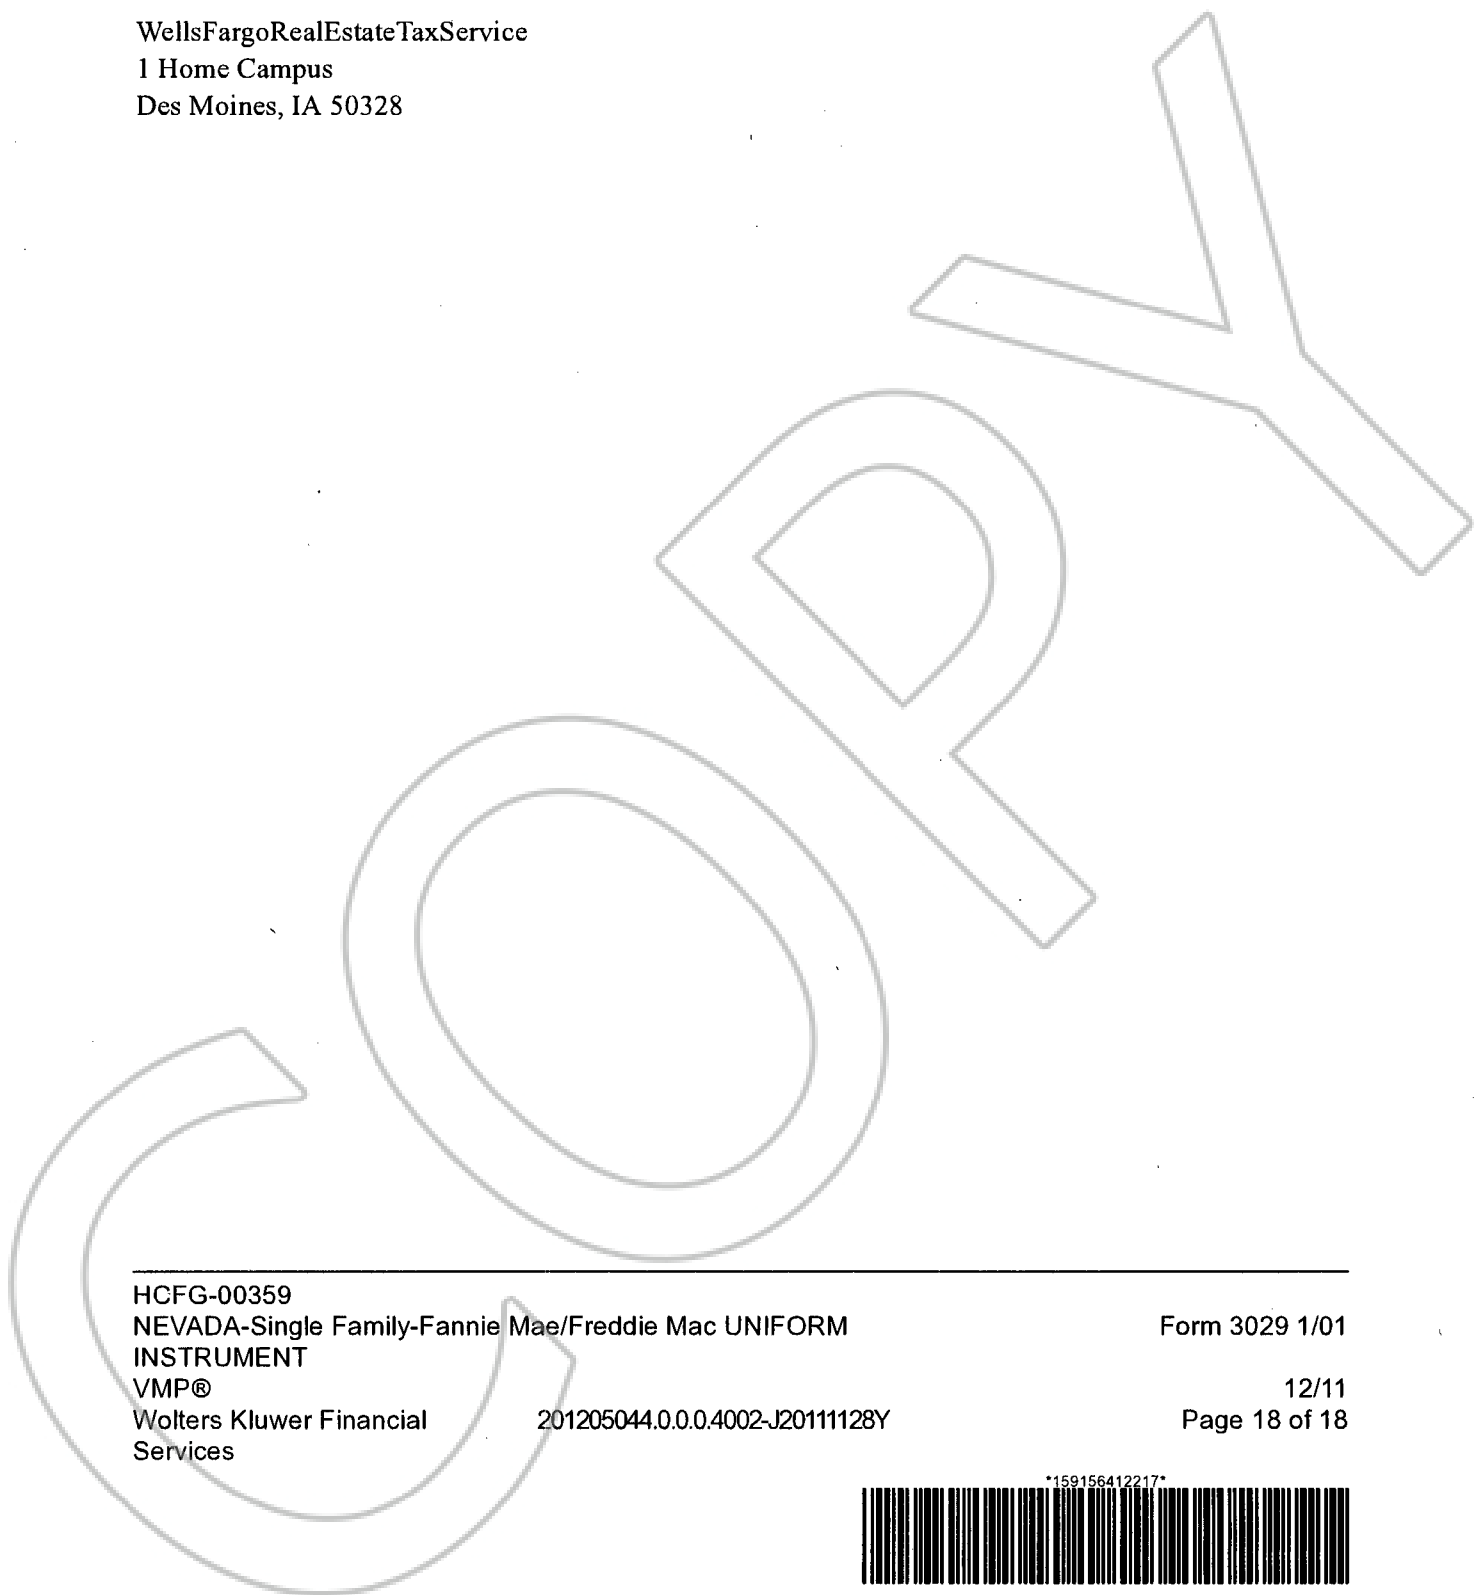 WellsFargoRealEstateTaxService
1 Home Campus
Des Moines, IA 50328
COPY
HCFG-00359
NEVADA-Single Family-Fannie Mae/Freddie Mac UNIFORM Form 3029 1/01
INSTRUMENT
VMP® 12/11
Wolters Kluwer Financial 201205044.0.0.0.4002-J20111128Y Page 18 of 18
Services
*159156412217*